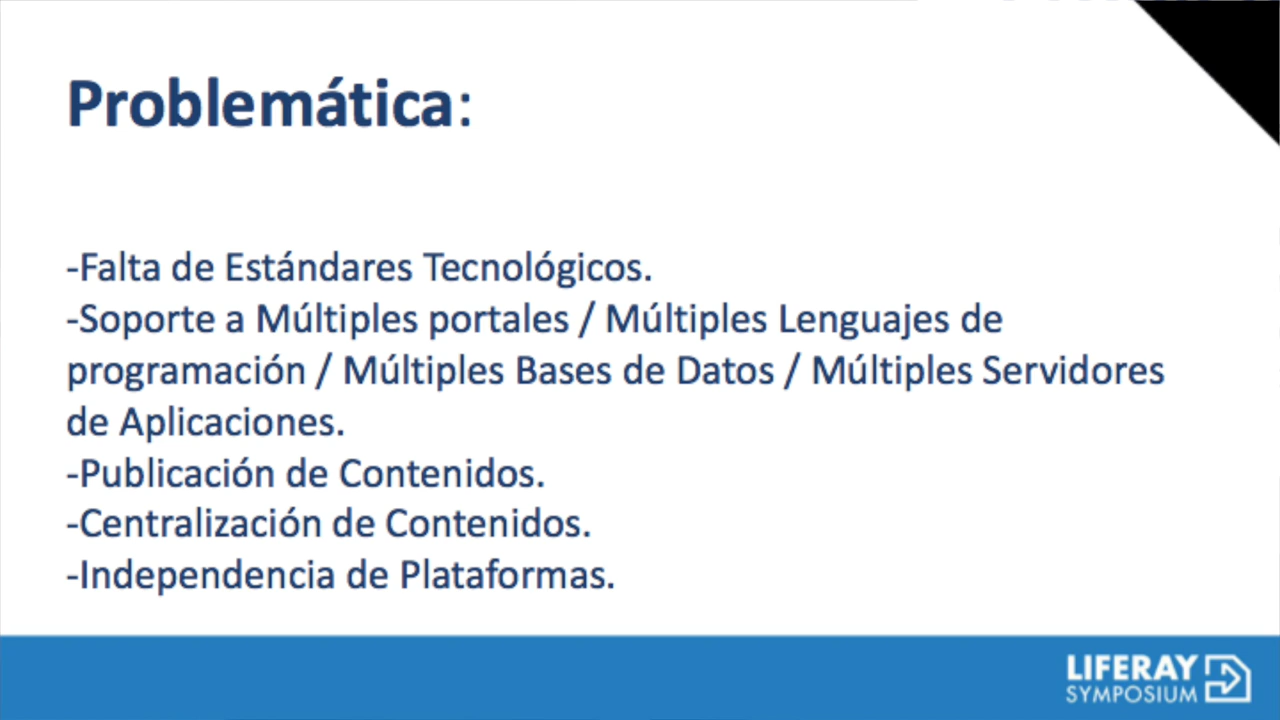 Problemática:
-Falta de Estándares Tecnológicos.
-Soporte a Múltiples portales / Múltiples Lenguajes de
programación / Múltiples Bases de Datos / Múltiples Servidores
de Aplicaciones.
-Publicación de Contenidos.
-Centralización de Contenidos.
-Independencia de Plataformas.
LIFERAY
SYMPOSIUM